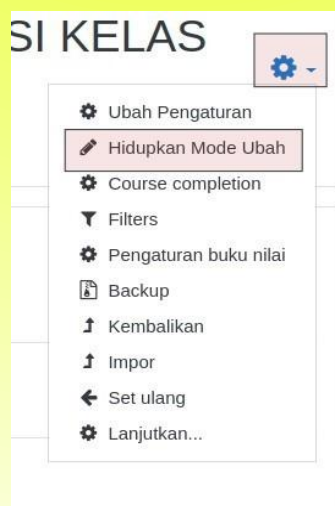 SI KELAS
Ubah Pengaturan
Hidupkan Mode Ubah
Course completion
Filters
Pengaturan buku nilai
Backup
Kembalikan
Impor
Set ulang
Lanjutkan...